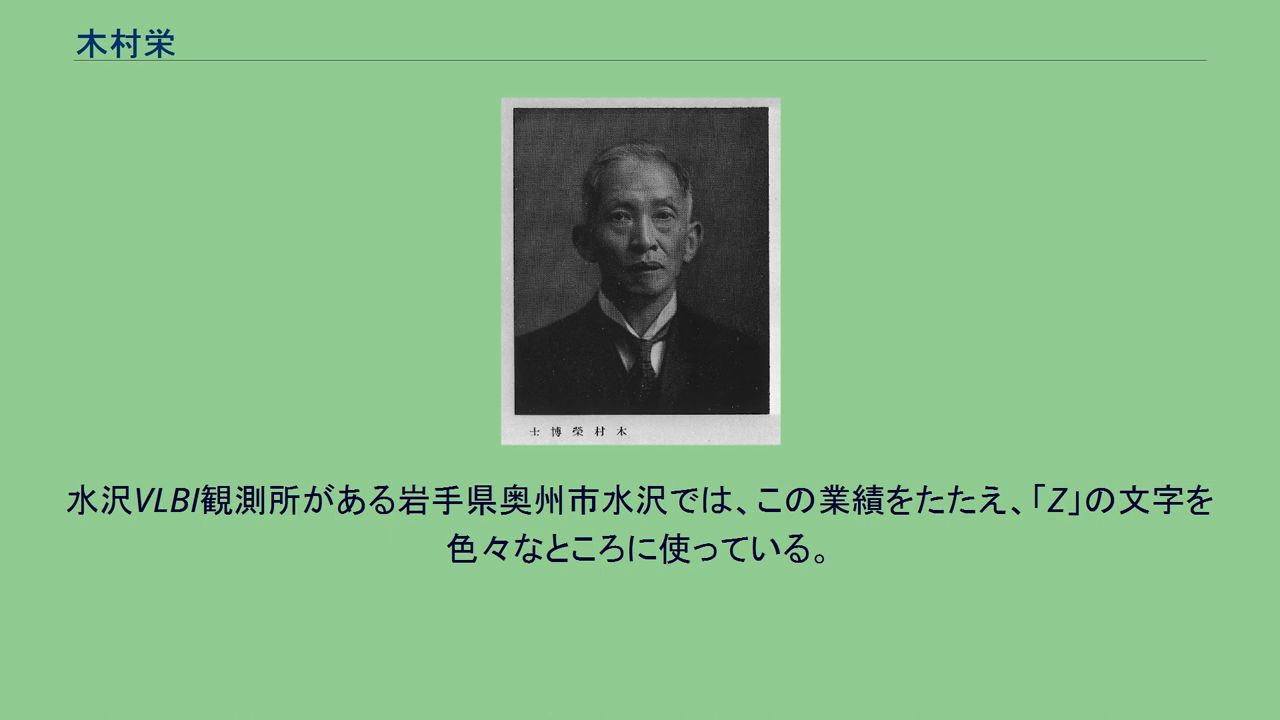 木村栄
士博榮村木
水沢VLBI観測所がある岩手県奥州市水沢では、この業績をたたえ、「Z」の文字を
色々なところに使っている。